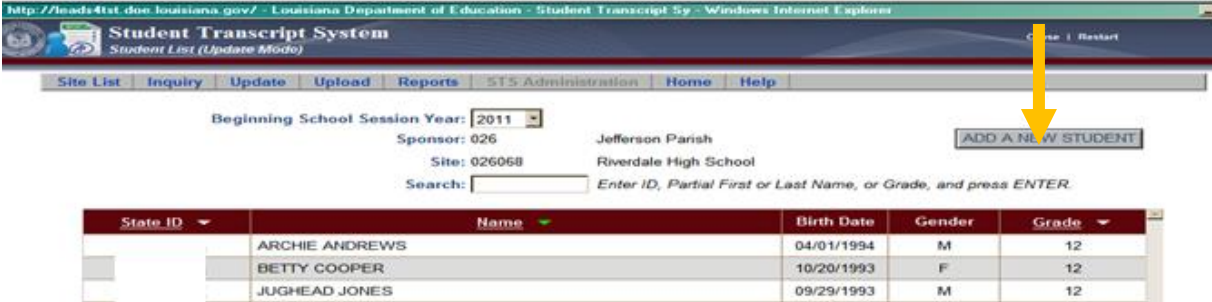 http://leads4tst.doe.louisiana.gov/ - Louisiana Department of Education - Student Transcript Sy - Windows Internet Explorer
Student Transcript System
Student List (Update Mode)
Close | Restart
Site List | Inquiry | Update | Upload | Reports | STS Administration | Home | Help
Beginning School Session Year: 2011
Sponsor: 026 Jefferson Parish
ADD A NEW STUDENT
Site: 026068 Riverdale High School
Search: Enter ID, Partial First or Last Name, or Grade, and press ENTER.
State ID Name Birth Date Gender Grade
ARCHIE ANDREWS 04/01/1994 M 12
BETTY COOPER 10/20/1993 F 12
JUGHEAD JONES 09/29/1993 M 12